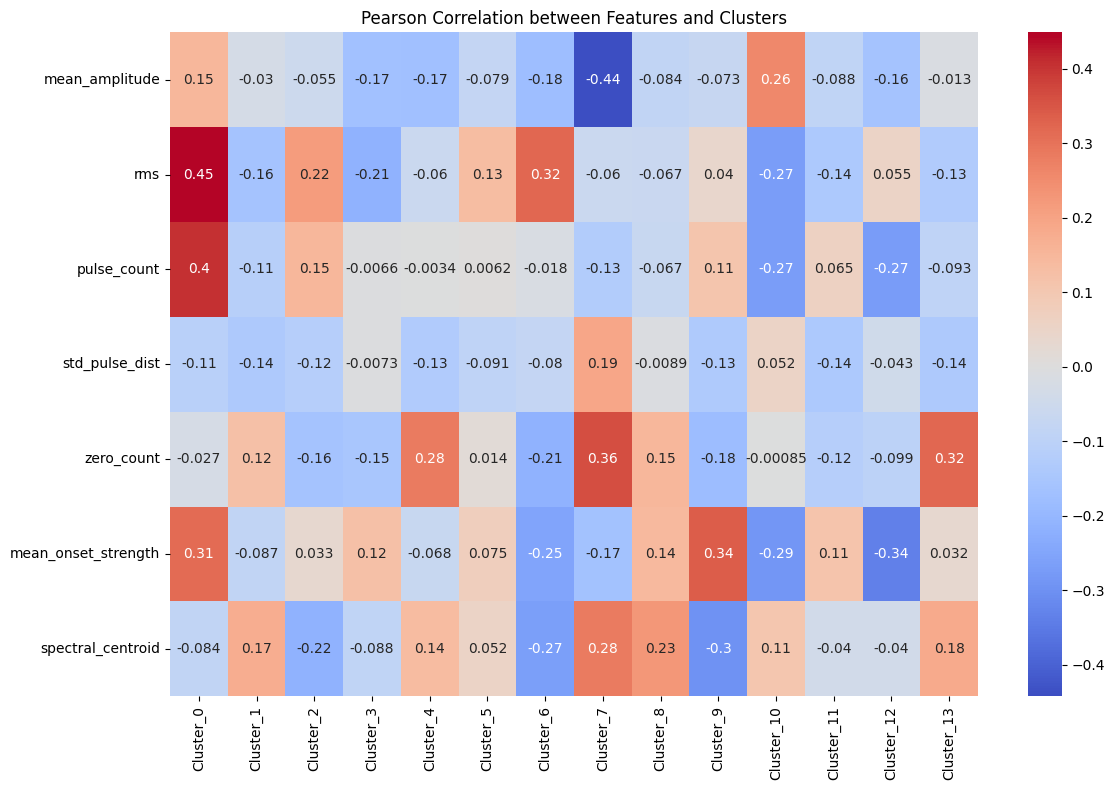 Pearson Correlation between Features and Clusters
mean_amplitude 0.15 -0.03 -0.055 -0.17 -0.17 -0.079 -0.18 -0.44 -0.084 -0.073 0.26 -0.088 -0.16 -0.013
rms 0.45 -0.16 0.22 -0.21 -0.06 0.13 0.32 -0.06 -0.067 0.04 -0.27 -0.14 0.055 -0.13
pulse_count 0.4 -0.11 0.15 -0.0066 -0.0034 0.0062 -0.018 -0.13 -0.067 0.11 -0.27 0.065 -0.27 -0.093
std_pulse_dist -0.11 -0.14 -0.12 -0.0073 -0.13 -0.091 -0.08 0.19 -0.0089 -0.13 0.052 -0.14 -0.043 -0.14
zero_count -0.027 0.12 -0.16 -0.15 0.28 0.014 -0.21 0.36 0.15 -0.18 -0.00085 -0.12 -0.099 0.32
mean_onset_strength 0.31 -0.087 0.033 0.12 -0.068 0.075 -0.25 -0.17 0.14 0.34 -0.29 0.11 -0.34 0.032
spectral_centroid -0.084 0.17 -0.22 -0.088 0.14 0.052 -0.27 0.28 0.23 -0.3 0.11 -0.04 -0.04 0.18
Cluster_0
Cluster_1
Cluster_2
Cluster_3
Cluster_4
Cluster_5
Cluster_6
Cluster_7
Cluster_8
Cluster_9
Cluster_10
Cluster_11
Cluster_12
Cluster_13
0.4
0.3
0.2
0.1
0.0
−0.1
−0.2
−0.3
−0.4